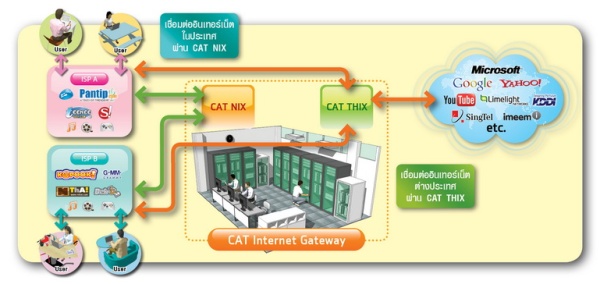 User
User
เชื่อมต่ออินเทอร์เน็ต
ในประเทศ
ผ่าน CAT NIX
ISP A
Pantip
CAT NIX
CAT THIX
Microsoft
Google YAHOO!
YouTube Limelight KDDI
SingTel imeem
etc.
ISP B
kapook!
G-MM
เชื่อมต่ออินเทอร์เน็ต
ต่างประเทศ
ผ่าน CAT THIX
CAT Internet Gateway
User
User